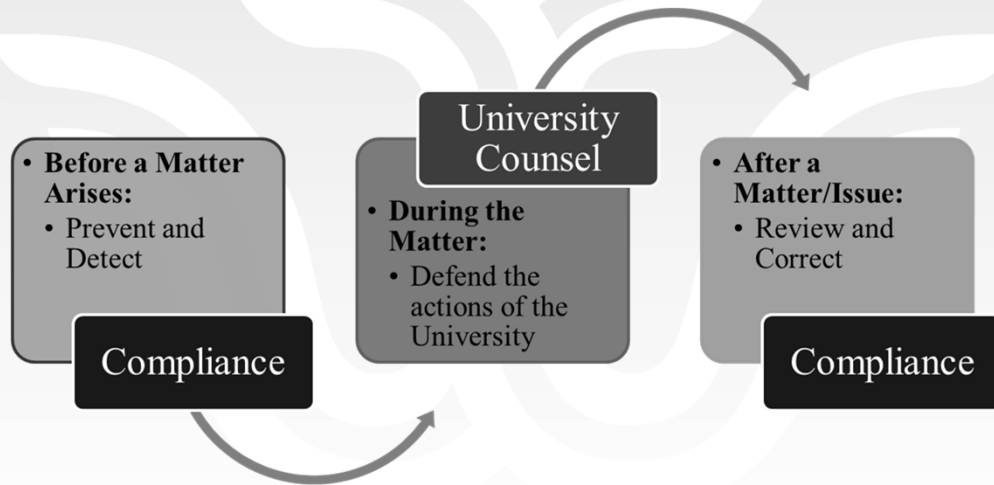 • Before a Matter
Arises:
• Prevent and
Detect
Compliance
University
Counsel
• During the
Matter:
• Defend the
actions of the
University
• After a
Matter/Issue:
• Review and
Correct
Compliance